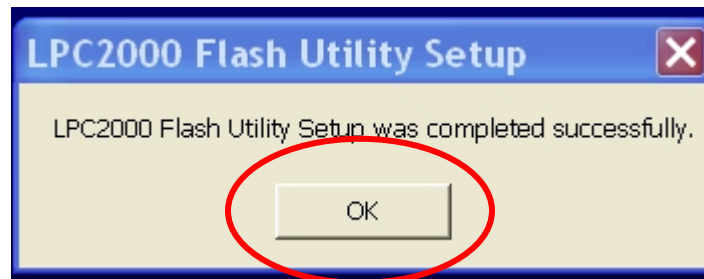 LPC2000 Flash Utility Setup
LPC2000 Flash Utility Setup was completed successfully.
OK